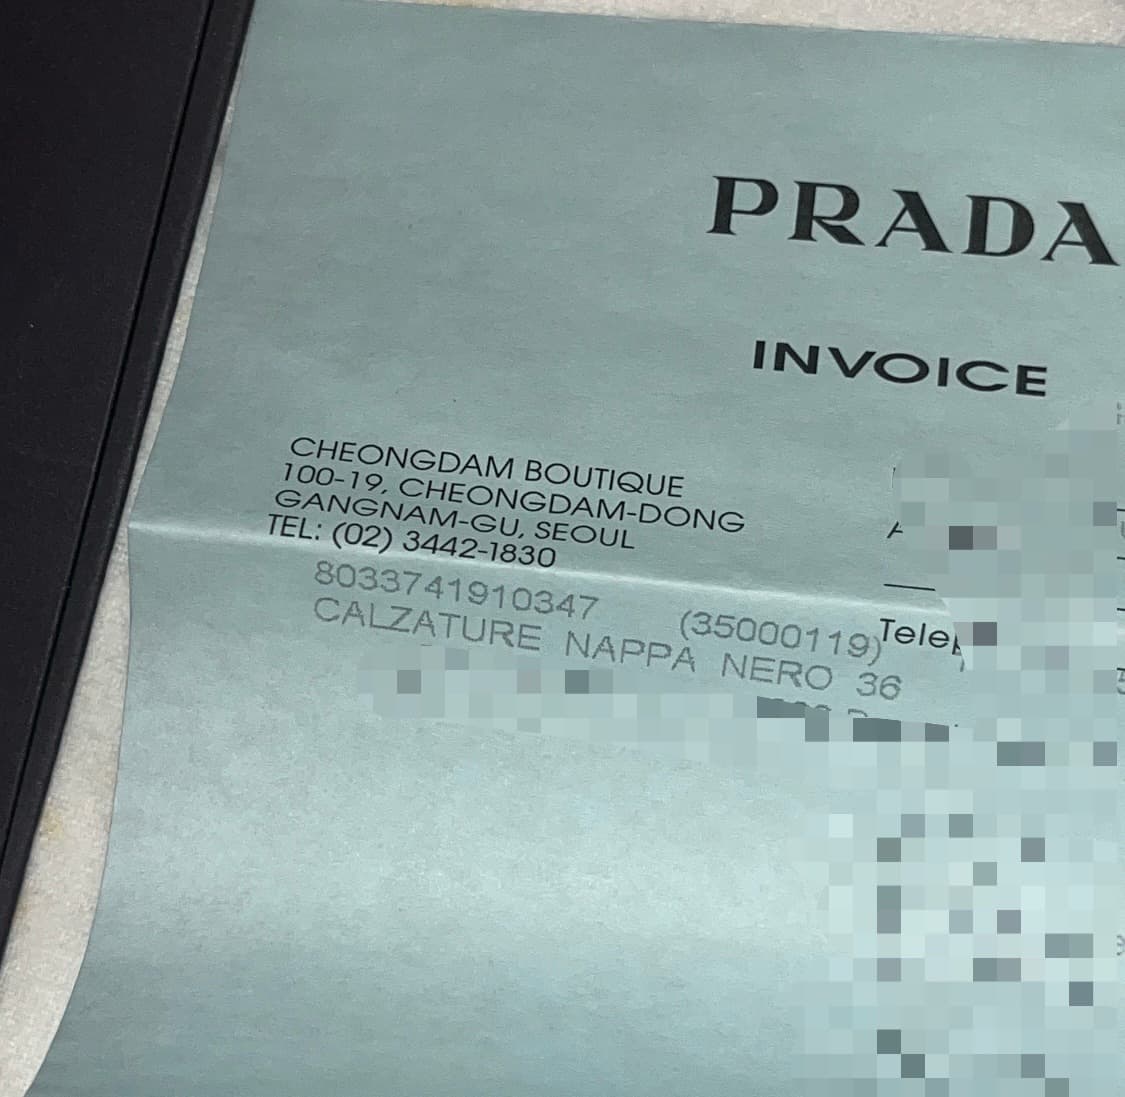 PRADA
INVOICE
CHEONGDAM BOUTIQUE
100-19, CHEONGDAM-DONG
GANGNAM-GU, SEOUL
TEL: (02) 3442-1830
8033741910347 (35000119)
CALZATURE NAPPA NERO 36